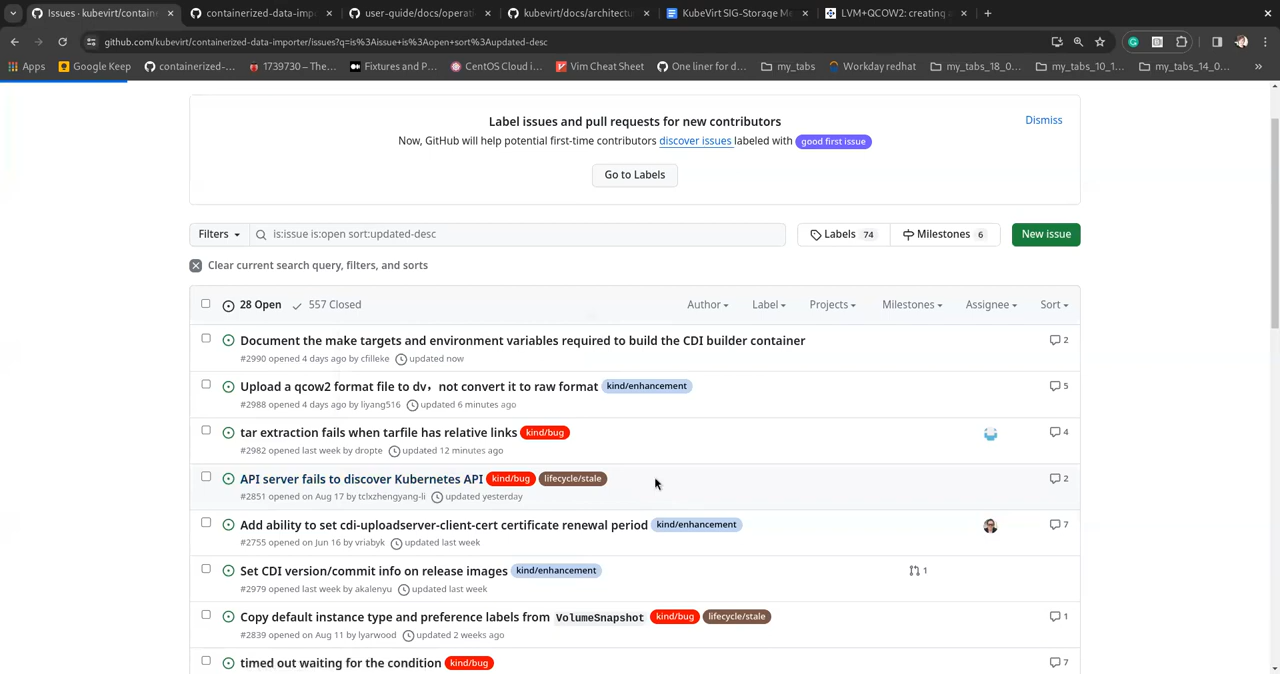 Issues · kubevirt/contain
containerized-data-imp
user-guide/docs/operati
kubevirt/docs/architectu
KubeVirt SIG-Storage Me
LVM+QCOW2: creating a
github.com/kubevirt/containerized-data-importer/issues?q=is%3Aissue+is%3Aopen+sort%3Aupdated-desc
Apps
Google Keep
containerized-...
1739730 – The...
Fixtures and P...
CentOS Cloud i...
Vim Cheat Sheet
One liner for d...
my_tabs
Workday redhat
my_tabs_18_0...
my_tabs_10_1...
my_tabs_14_0...
Label issues and pull requests for new contributors
Dismiss
Now, GitHub will help potential first-time contributors discover issues labeled with good first issue
Go to Labels
Filters
is:issue is:open sort:updated-desc
Labels 74
Milestones 6
New issue
Clear current search query, filters, and sorts
28 Open
557 Closed
Author
Label
Projects
Milestones
Assignee
Sort
Document the make targets and environment variables required to build the CDI builder container
2
#2990 opened 4 days ago by cfilleke updated now
Upload a qcow2 format file to dv，not convert it to raw format kind/enhancement
5
#2988 opened 4 days ago by liyang516 updated 6 minutes ago
tar extraction fails when tarfile has relative links kind/bug
4
#2982 opened last week by dropte updated 12 minutes ago
API server fails to discover Kubernetes API kind/bug lifecycle/stale
2
#2851 opened on Aug 17 by tclxzhengyang-li updated yesterday
Add ability to set cdi-uploadserver-client-cert certificate renewal period kind/enhancement
7
#2755 opened on Jun 16 by vriabyk updated last week
Set CDI version/commit info on release images kind/enhancement
1
#2979 opened last week by akalenyu updated last week
Copy default instance type and preference labels from VolumeSnapshot kind/bug lifecycle/stale
1
#2839 opened on Aug 11 by lyarwood updated 2 weeks ago
timed out waiting for the condition kind/bug
7